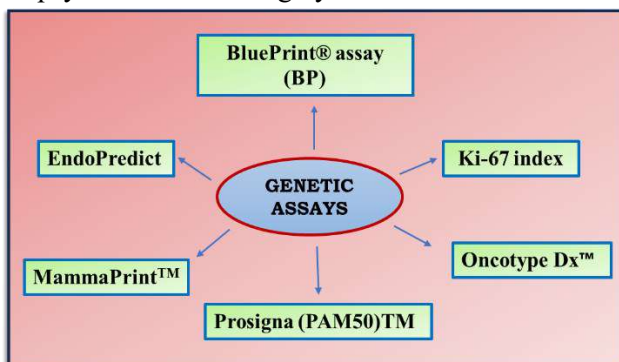 BluePrint® assay
(BP)
EndoPredict
Ki-67 index
GENETIC
ASSAYS
MammaPrint™
Oncotype Dx™
Prosigna (PAM50)TM